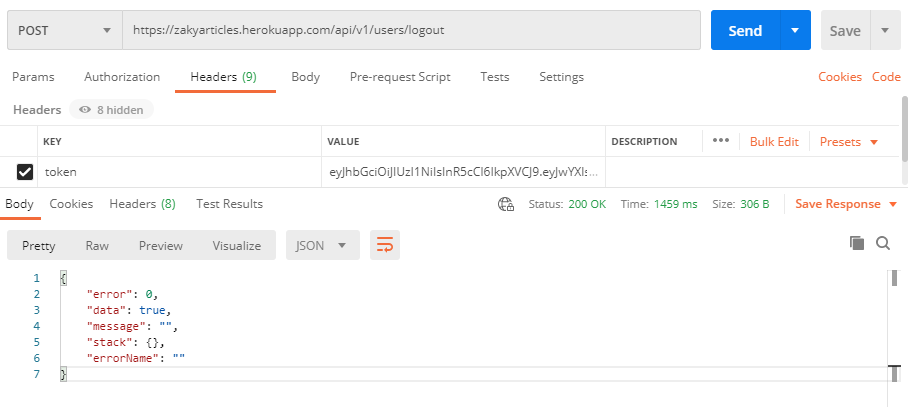 POST https://zakyarticles.herokuapp.com/api/v1/users/logout Send Save
Params Authorization Headers (9) Body Pre-request Script Tests Settings Cookies Code
Headers 8 hidden
KEY VALUE DESCRIPTION ••• Bulk Edit Presets
token eyJhbGciOiJIUzI1NiIsInR5cCI6IkpXVCJ9.eyJwYXls...
Body Cookies Headers (8) Test Results Status: 200 OK Time: 1459 ms Size: 306 B Save Response
Pretty Raw Preview Visualize JSON
1 {
2 "error": 0,
3 "data": true,
4 "message": "",
5 "stack": {},
6 "errorName": ""
7 }